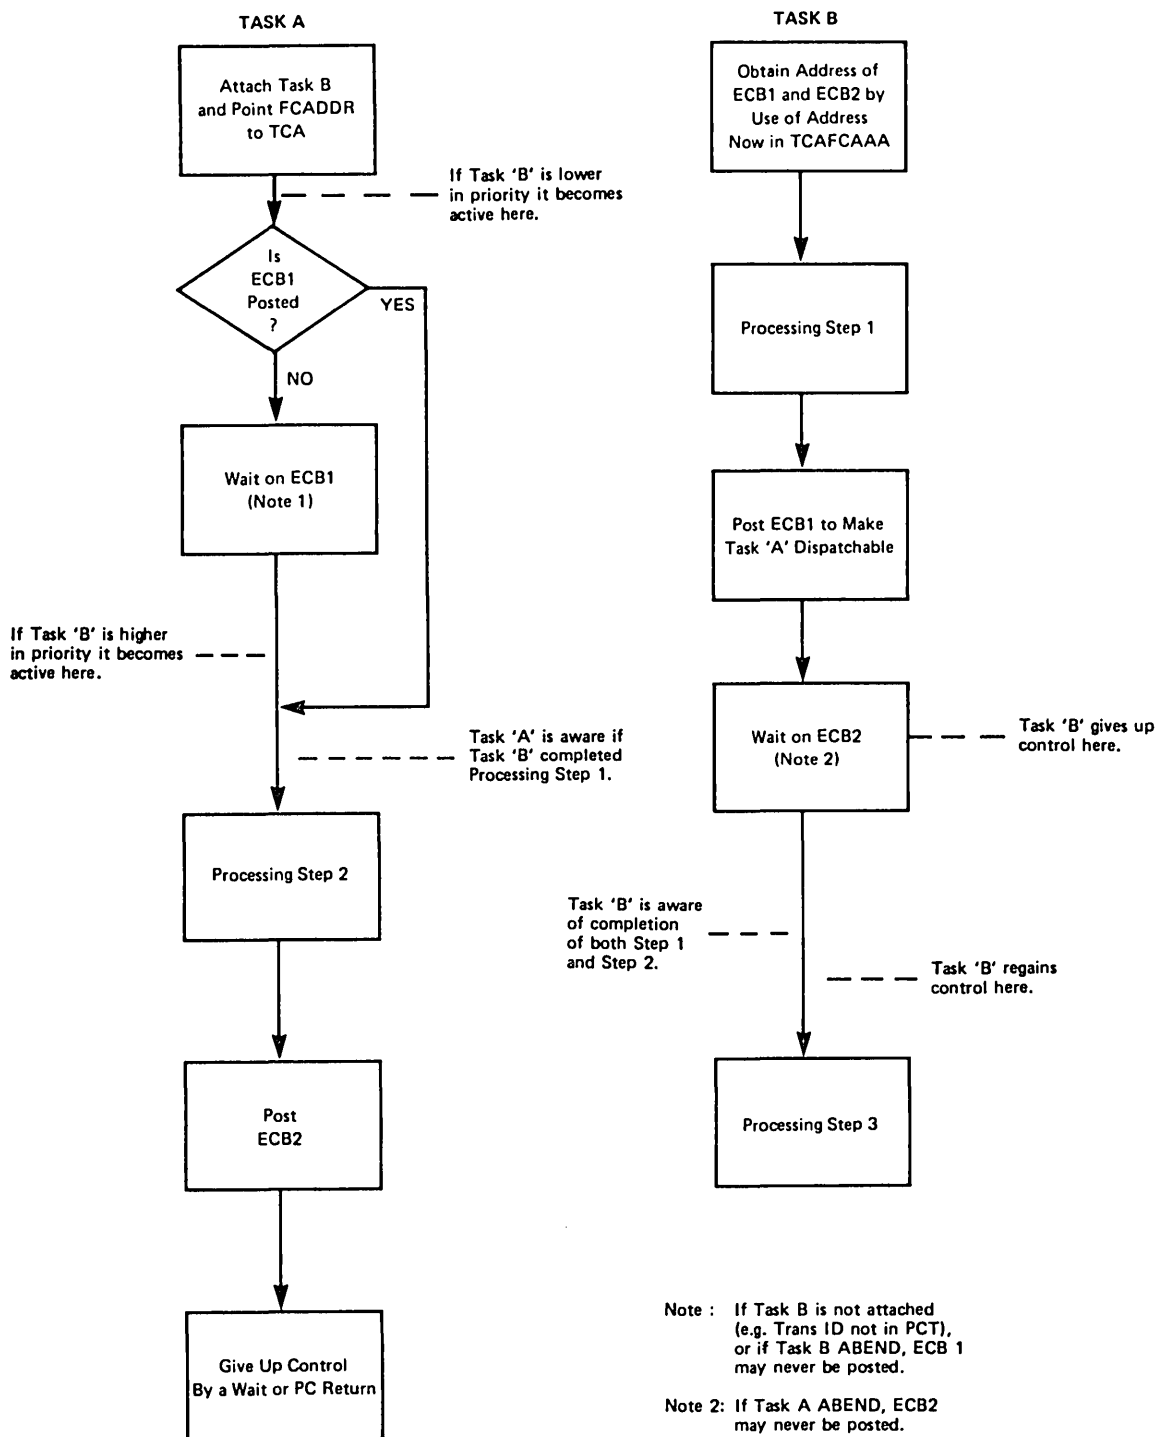 TASK A
Attach Task B
and Point FCADDR
to TCA
If Task ‘B’ is lower
in priority it becomes
active here.
Is
ECB1
Posted
?
YES
NO
Wait on ECB1
(Note 1)
If Task ‘B’ is higher
in priority it becomes
active here.
Task ‘A’ is aware if
Task ‘B’ completed
Processing Step 1.
Processing Step 2
Post
ECB2
Give Up Control
By a Wait or PC Return
TASK B
Obtain Address of
ECB1 and ECB2 by
Use of Address
Now in TCAFCAAA
Processing Step 1
Post ECB1 to Make
Task ‘A’ Dispatchable
Wait on ECB2
(Note 2)
Task ‘B’ gives up
control here.
Task ‘B’ is aware
of completion
of both Step 1
and Step 2.
Task ‘B’ regains
control here.
Processing Step 3
Note : If Task B is not attached
(e.g. Trans ID not in PCT),
or if Task B ABEND, ECB 1
may never be posted.
Note 2: If Task A ABEND, ECB2
may never be posted.